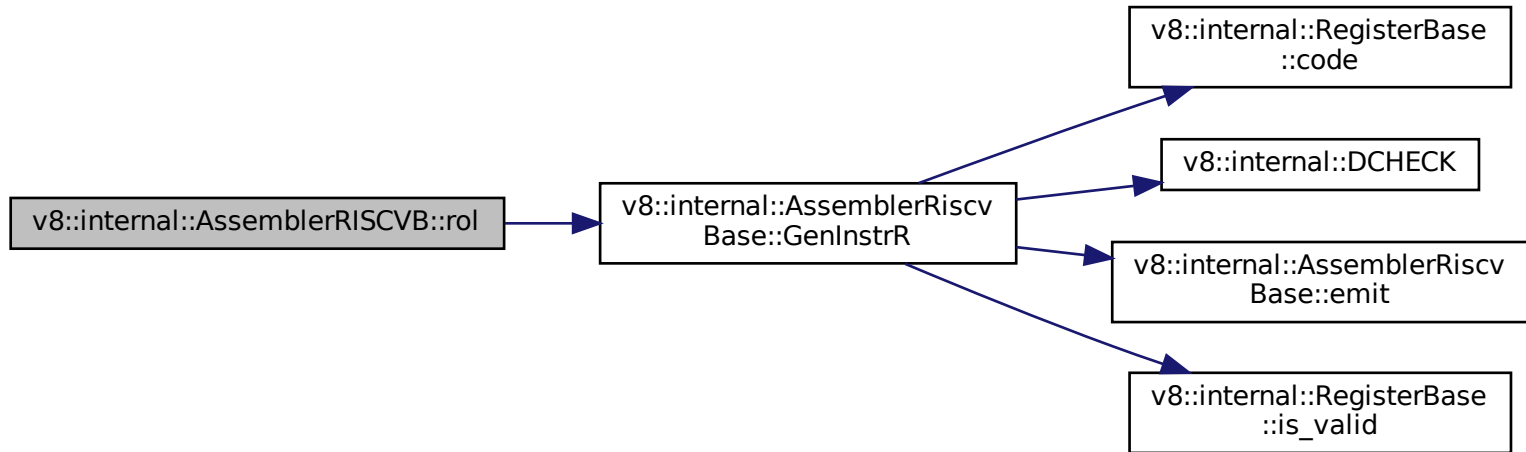 v8::internal::RegisterBase
::code
v8::internal::DCHECK
v8::internal::AssemblerRISCVB::rol
v8::internal::AssemblerRiscv
Base::GenInstrR
v8::internal::AssemblerRiscv
Base::emit
v8::internal::RegisterBase
::is_valid